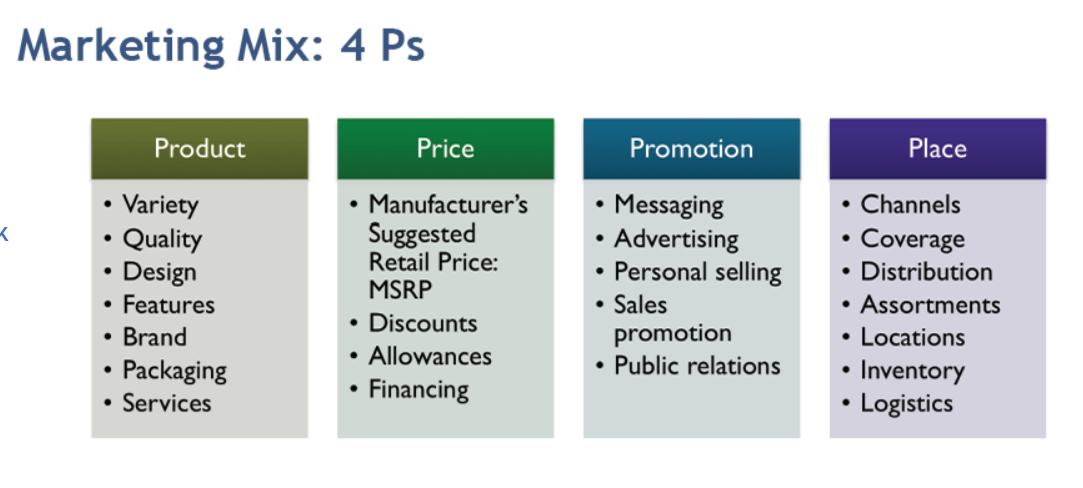 Marketing Mix: 4 Ps
Product
• Variety
• Quality
• Design
• Features
• Brand
• Packaging
• Services
Price
• Manufacturer's
Suggested
Retail Price:
MSRP
• Discounts
• Allowances
• Financing
Promotion
• Messaging
• Advertising
• Personal selling
• Sales
promotion
• Public relations
Place
• Channels
• Coverage
• Distribution
• Assortments
• Locations
• Inventory
• Logistics